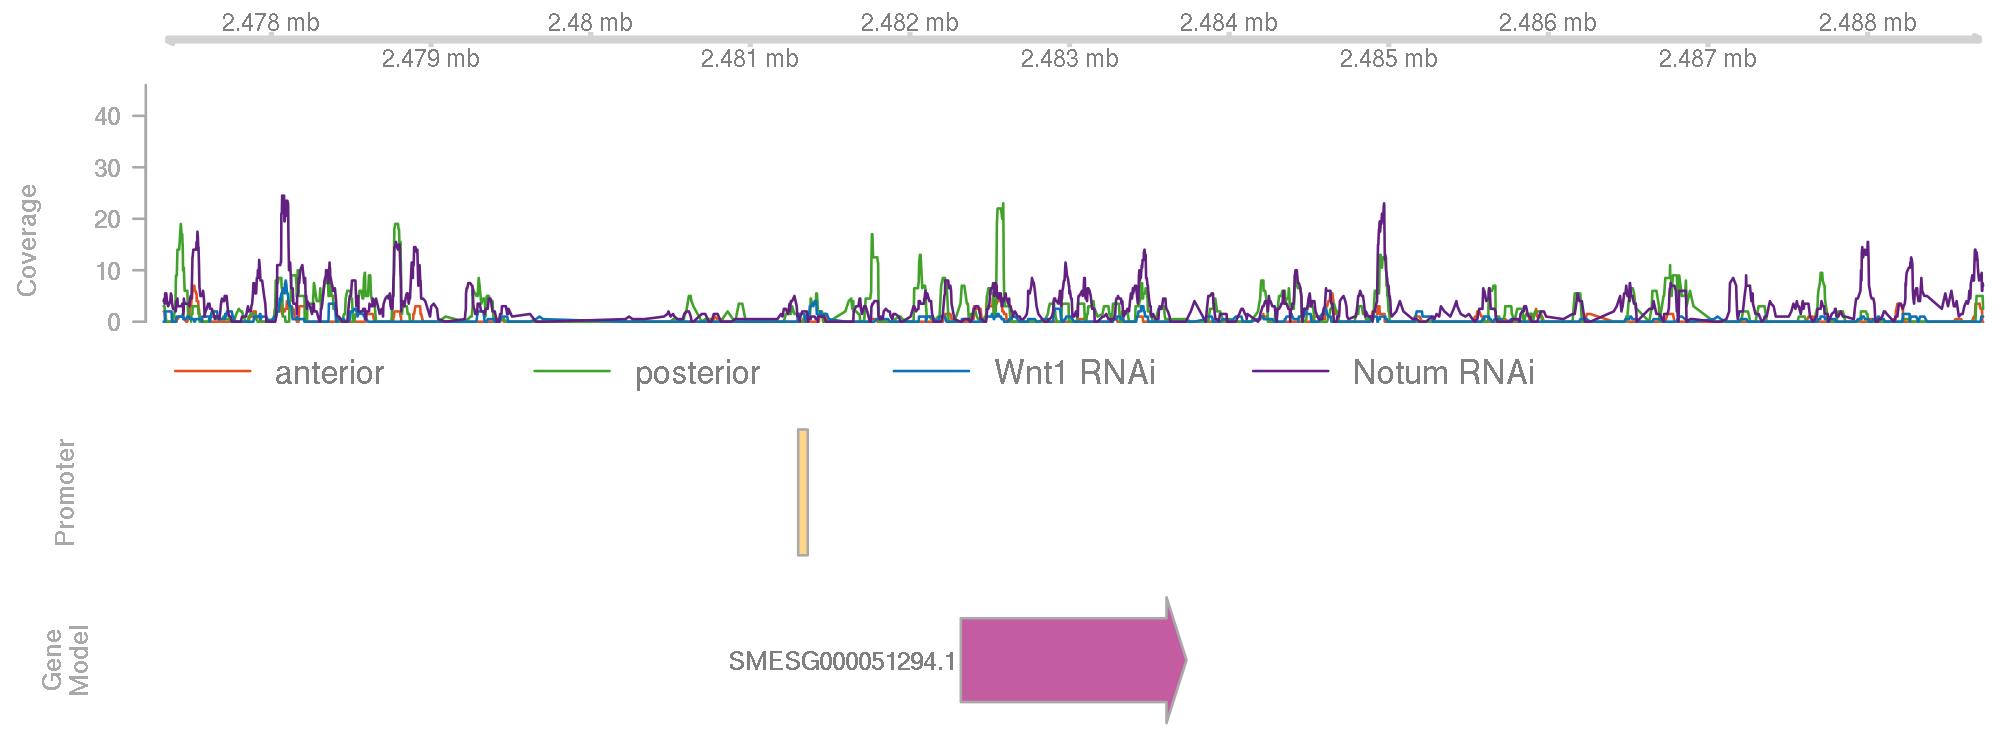 2.478 mb 2.48 mb 2.482 mb 2.484 mb 2.486 mb 2.488 mb
2.479 mb 2.481 mb 2.483 mb 2.485 mb 2.487 mb
Coverage
40
30
20
10
0
anterior posterior Wnt1 RNAi Notum RNAi
Promoter
Gene
Model
SMESG000051294.1